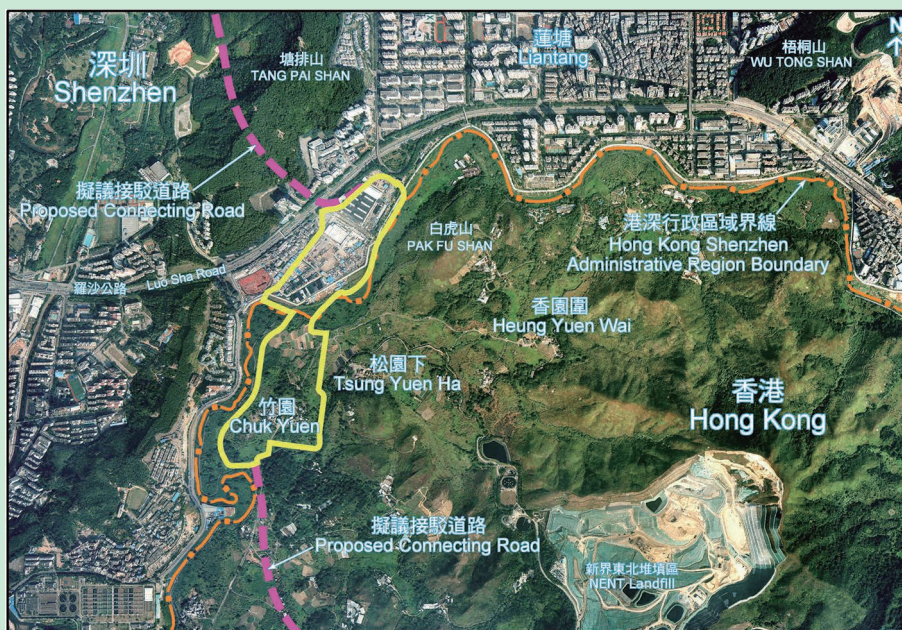 深圳
Shenzhen
塘排山
TANG PAI SHAN
蓮塘
Liantang
梧桐山
WU TONG SHAN
N
擬議接駁道路
Proposed Connecting Road
白虎山
PAK FU SHAN
港深行政區域界線
Hong Kong Shenzhen
Administrative Region Boundary
Luo Sha Road
羅沙公路
香園圍
Heung Yuen Wai
松園下
Tsung Yuen Ha
竹園
Chuk Yuen
香港
Hong Kong
擬議接駁道路
Proposed Connecting Road
新界東北堆填區
NENT Landfill